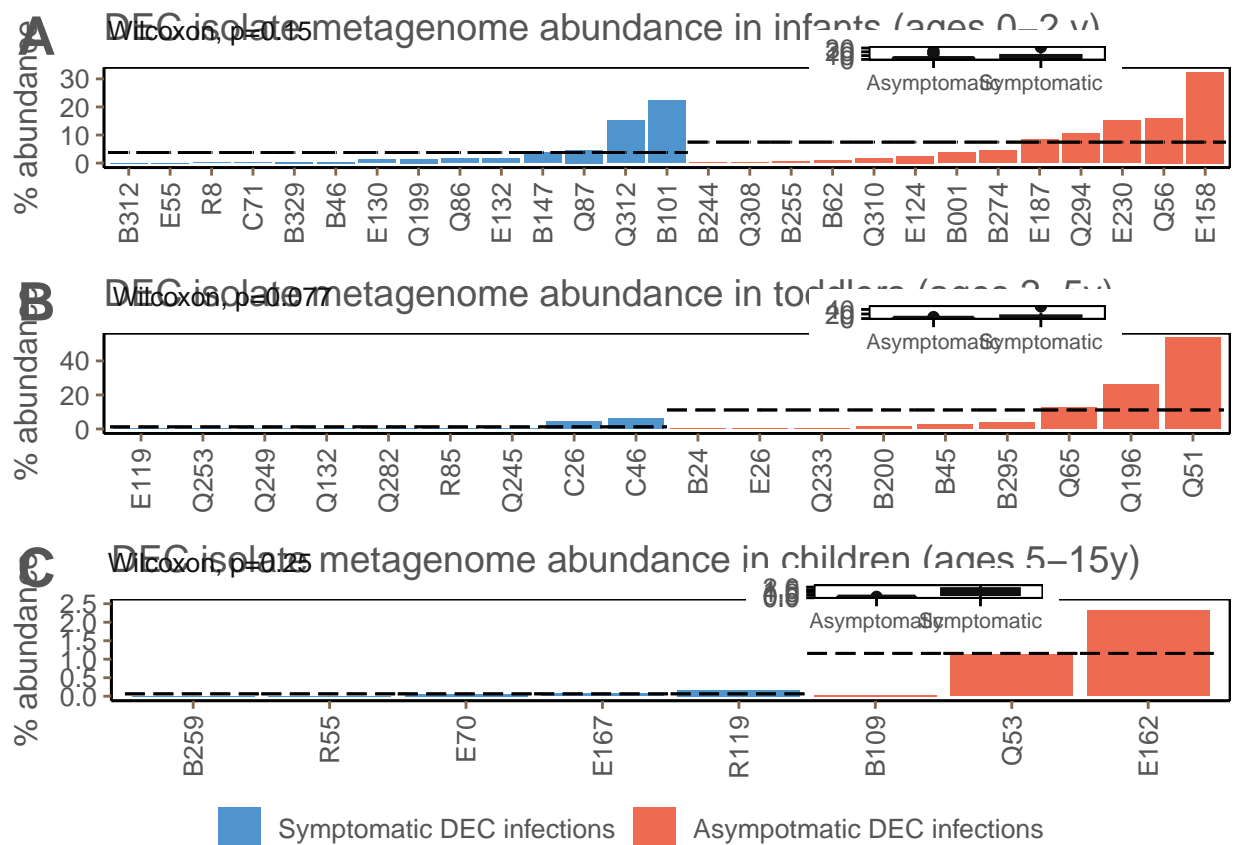 A
DEC isolate metagenome abundance in infants (ages 0–2 y)
Wilcoxon, p=0.15
Asymptomatic
Symptomatic
% abundance
30
20
10
0
B312 E55 R8 C71 B329 B46 E130 Q199 Q86 E132 B147 Q87 Q312 B101 B244 Q308 B255 B62 Q310 E124 B001 B274 E187 Q294 E230 Q56 E158
B
DEC isolate metagenome abundance in toddlers (ages 2–5y)
Wilcoxon, p=0.077
Asymptomatic
Symptomatic
% abundance
40
20
0
E119 Q253 Q249 Q132 Q282 R85 Q245 C26 C46 B24 E26 Q233 B200 B45 B295 Q65 Q196 Q51
C
DEC isolate metagenome abundance in children (ages 5–15y)
Wilcoxon, p=0.25
Asymptomatic
Symptomatic
% abundance
2.5
2.0
1.5
1.0
0.5
0.0
B259 R55 E70 E167 R119 B109 Q53 E162
Symptomatic DEC infections
Asympotmatic DEC infections